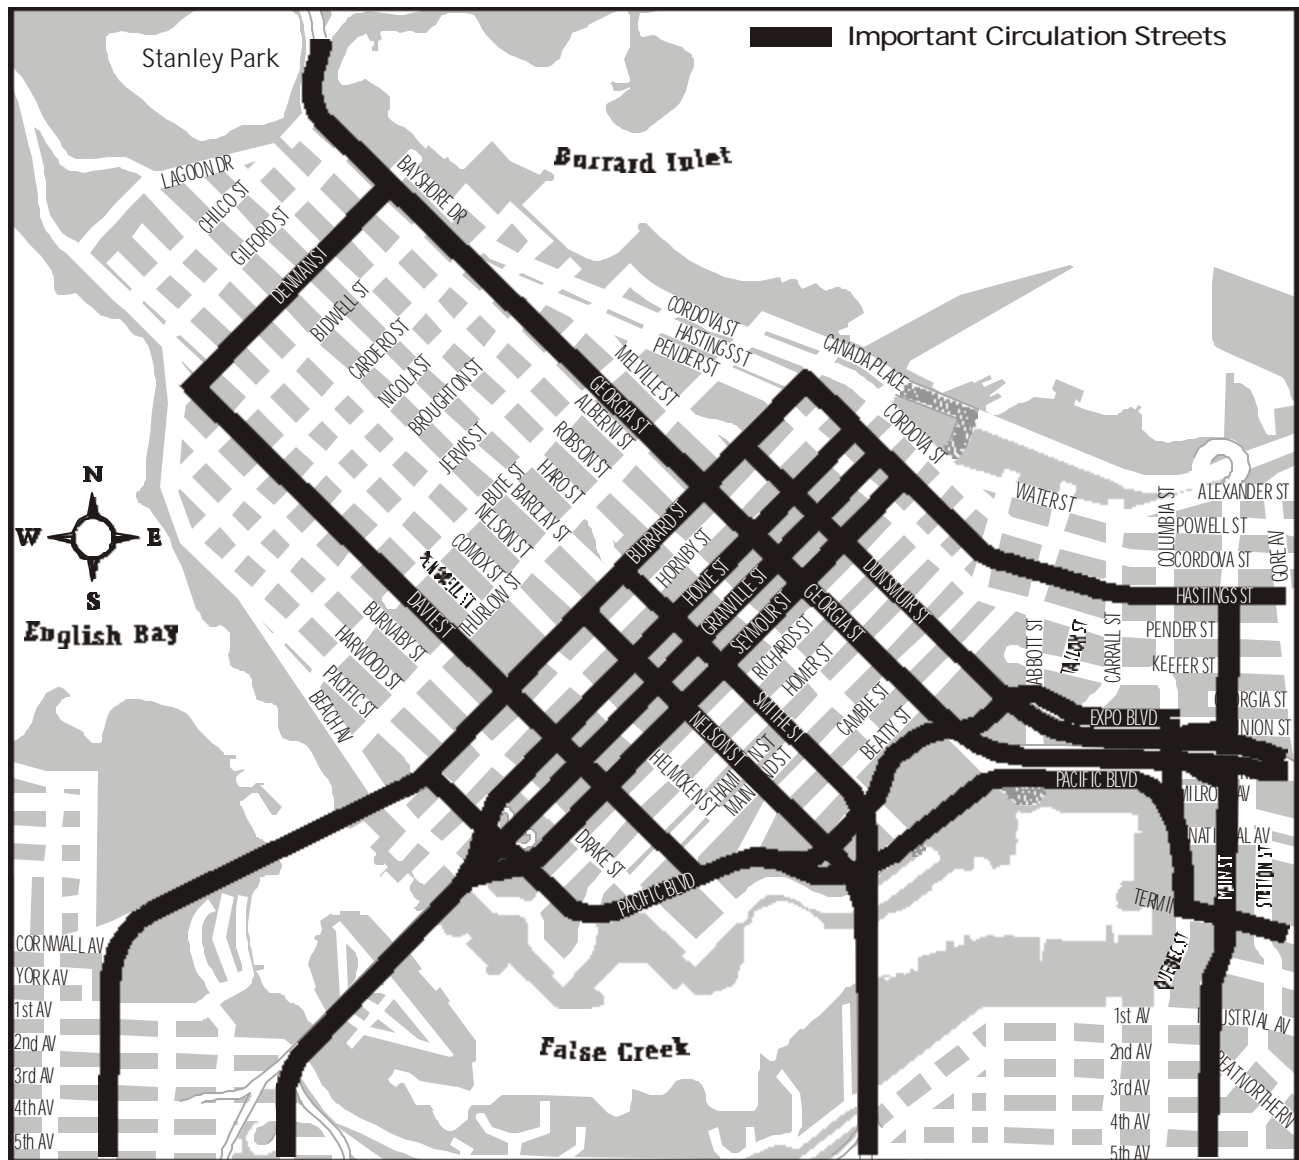 Important Circulation Streets
Stanley Park
Burrard Inlet
LAGOON DR
BAYSHORE DR
CHILCO ST
GILFORD ST
DENMAN ST
BIDWELL ST
CARDERO ST
NICOLA ST
BROUGHTON ST
JERVIS ST
BUTE ST
CORDOVA ST
HASTINGS ST
PENDER ST
MELVILLE ST
CANADA PLACE
CORDOVA ST
GEORGIA ST
ALBERNI ST
ROBSON ST
HARO ST
BARCLAY ST
NELSON ST
COMOX ST
THURLOW ST
DAVIE ST
BURNABY ST
HARWOOD ST
PACIFIC ST
BEACH AV
N
W
E
S
English Bay
BURRARD ST
HORNBY ST
HOWE ST
GRANVILLE ST
SEYMOUR ST
RICHARDS ST
HOMER ST
GEORGIA ST
DUNSMUIR ST
CAMBIE ST
BEATTY ST
SMITHE ST
NELSON ST
HELMCKEN ST
DRAKE ST
PACIFIC BLVD
WATER ST
COLUMBIA ST
ALEXANDER ST
POWELL ST
CORDOVA ST
GORE AV
HASTINGS ST
PENDER ST
KEEFER ST
ABBOTT ST
CARRALL ST
EXPO BLVD
PACIFIC BLVD
MAIN ST
STATION ST
QUEBEC ST
CORNWALL AV
YORK AV
1st AV
2nd AV
3rd AV
4th AV
5th AV
False Creek
1st AV
2nd AV
3rd AV
4th AV
5th AV